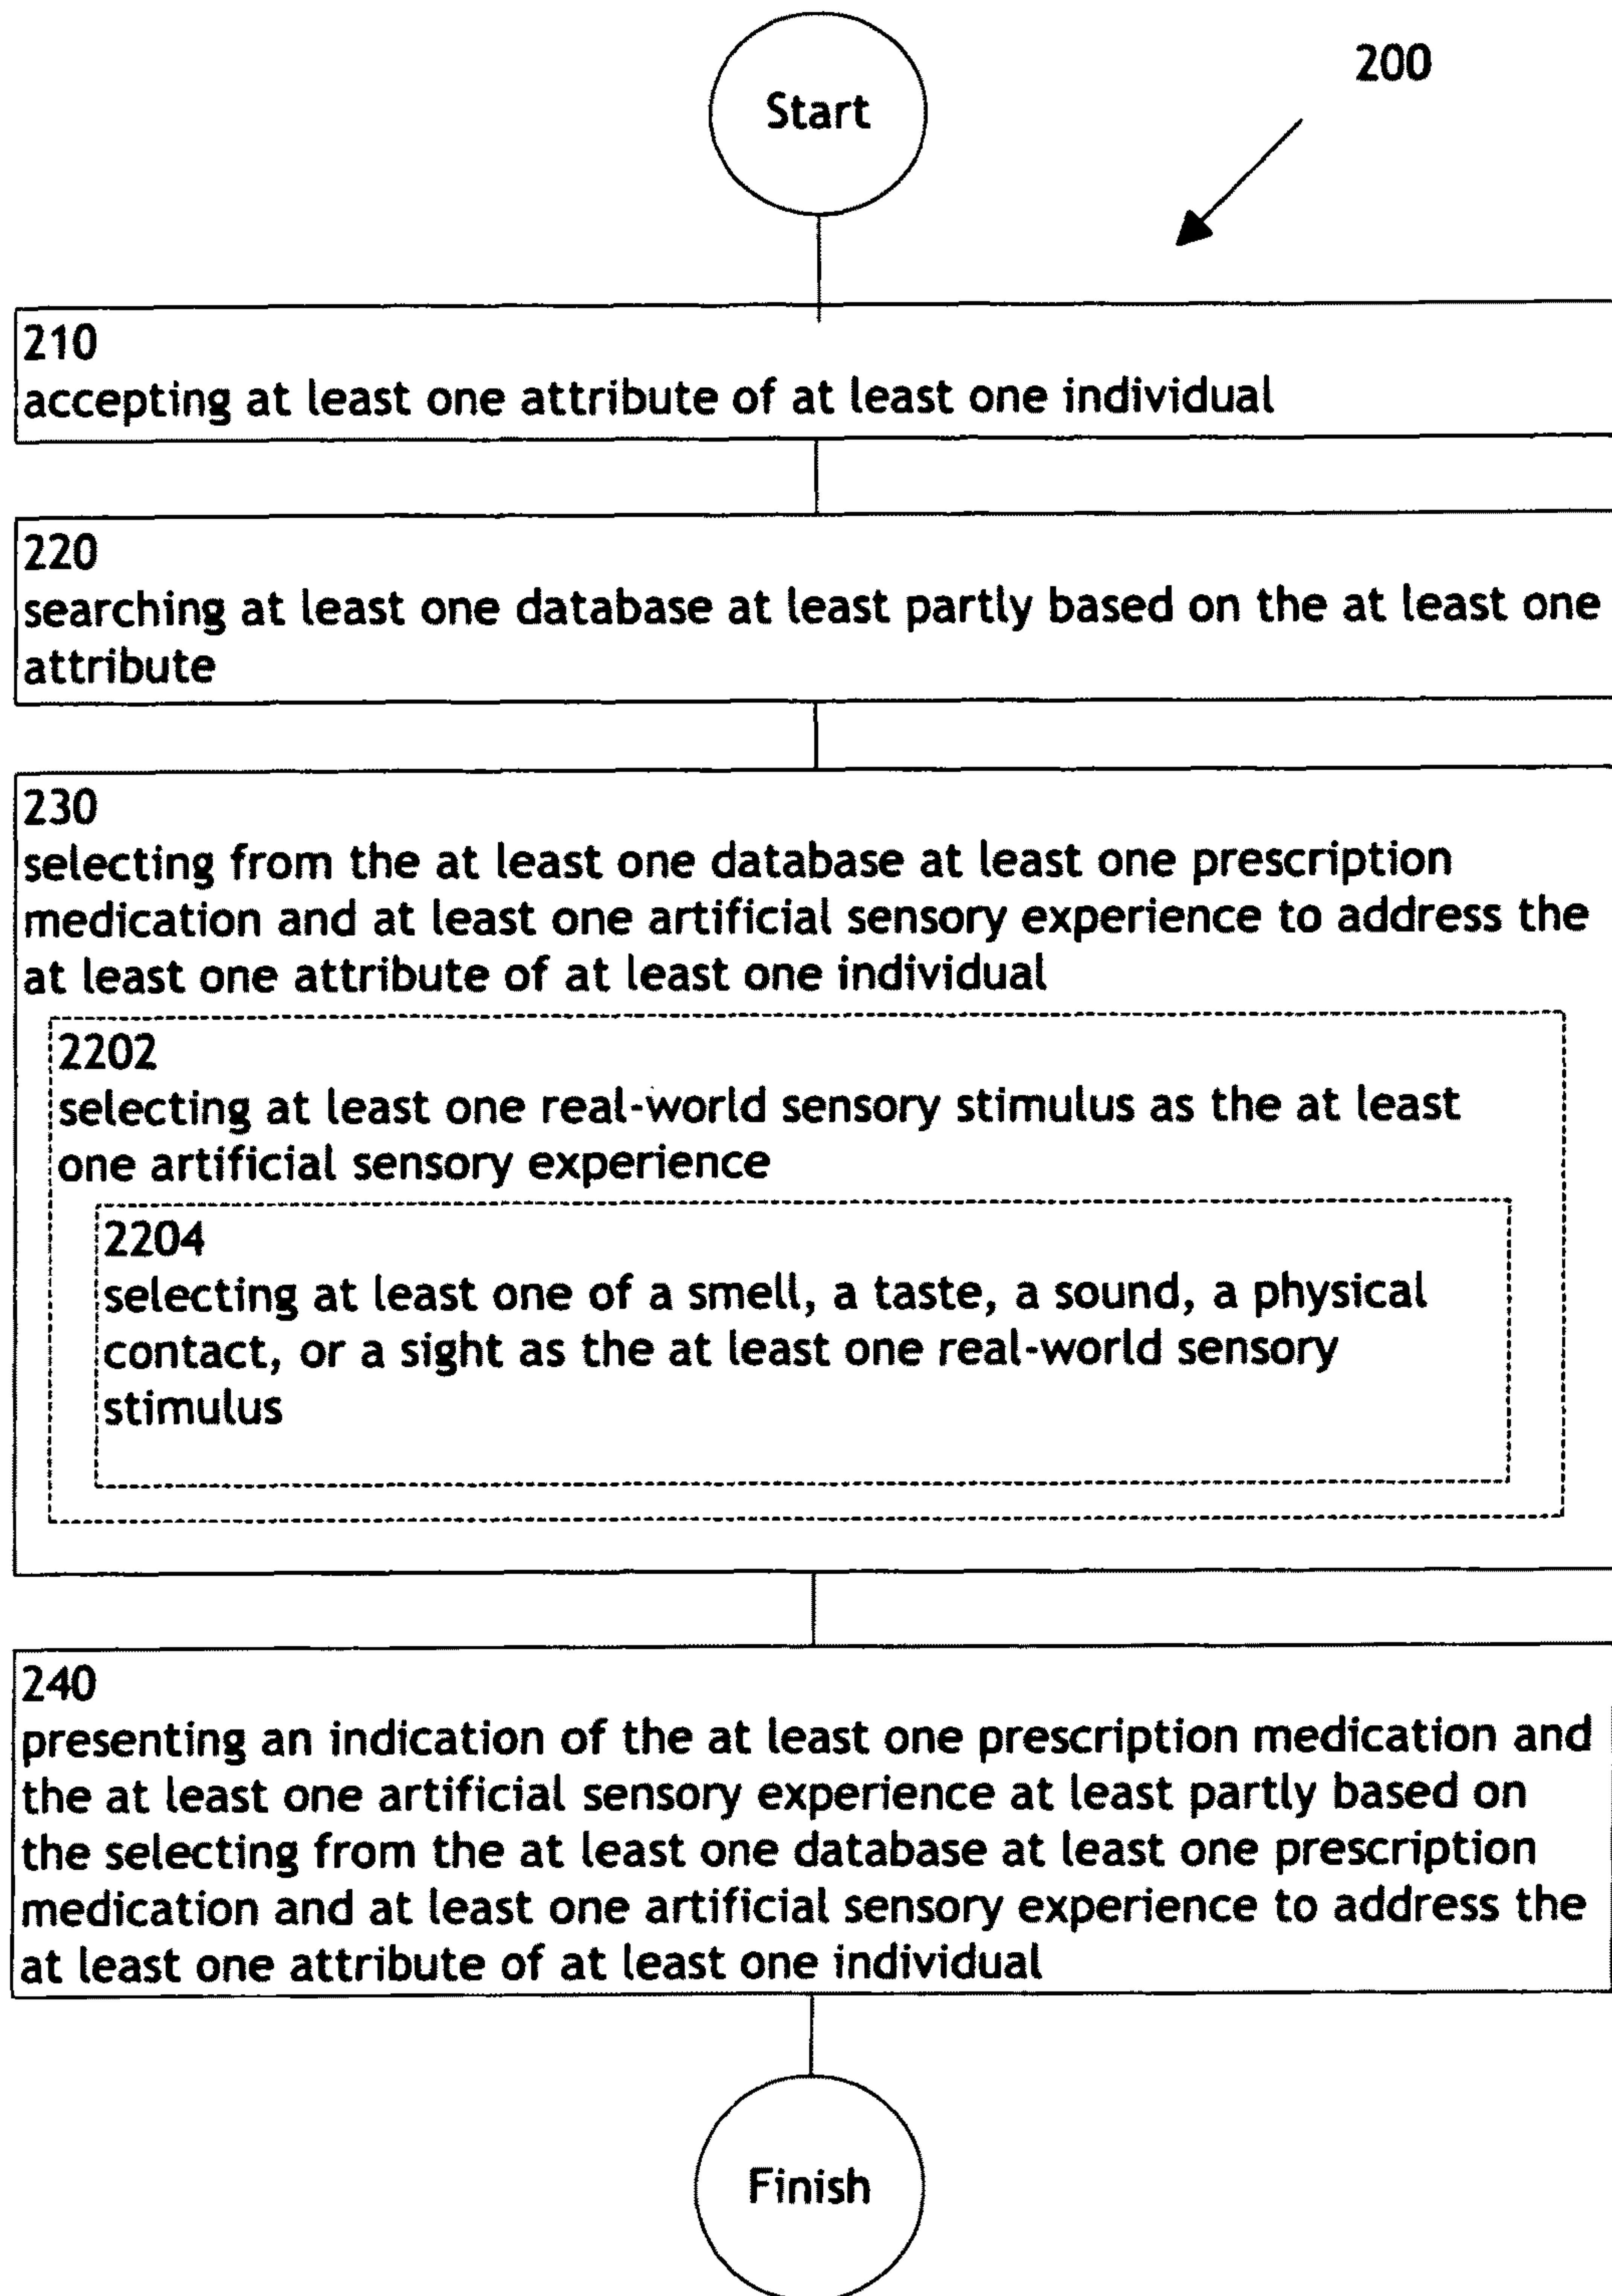 Start
200
210
accepting at least one attribute of at least one individual
220
searching at least one database at least partly based on the at least one
attribute
230
selecting from the at least one database at least one prescription
medication and at least one artificial sensory experience to address the
at least one attribute of at least one individual
2202
selecting at least one real-world sensory stimulus as the at least
one artificial sensory experience
2204
selecting at least one of a smell, a taste, a sound, a physical
contact, or a sight as the at least one real-world sensory
stimulus
240
presenting an indication of the at least one prescription medication and
the at least one artificial sensory experience at least partly based on
the selecting from the at least one database at least one prescription
medication and at least one artificial sensory experience to address the
at least one attribute of at least one individual
Finish